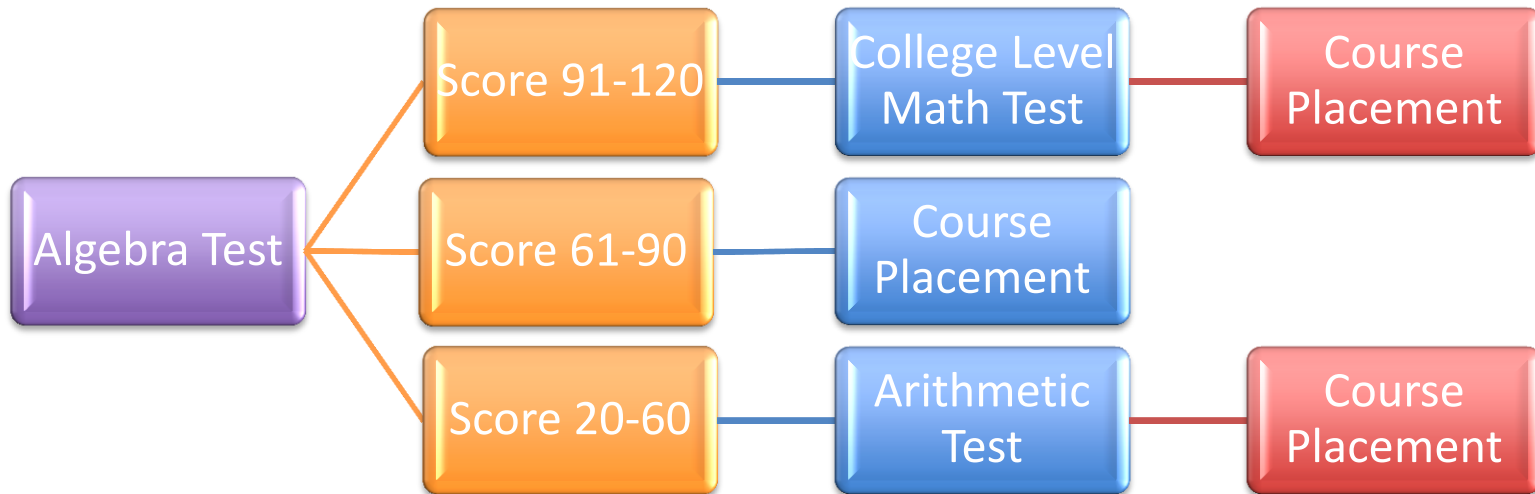 Algebra Test
Score 91-120
College Level
Math Test
Course
Placement
Score 61-90
Course
Placement
Score 20-60
Arithmetic
Test
Course
Placement